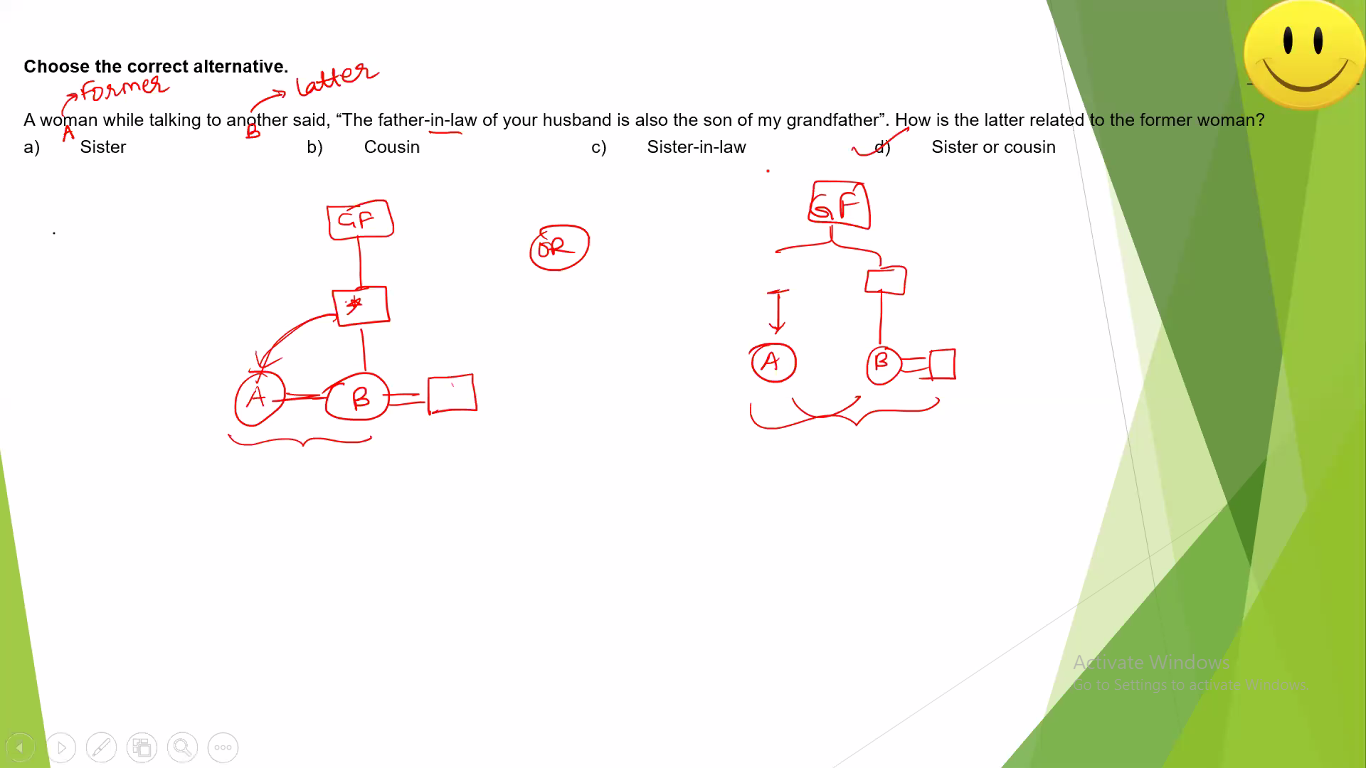 Choose the correct alternative.
Former
latter
A woman while talking to another said, “The father-in-law of your husband is also the son of my grandfather”. How is the latter related to the former woman?
A
B
a) Sister b) Cousin c) Sister-in-law d) Sister or cousin
GF
OR
GF
A
B
A
B
Activate Windows
Go to Settings to activate Windows.